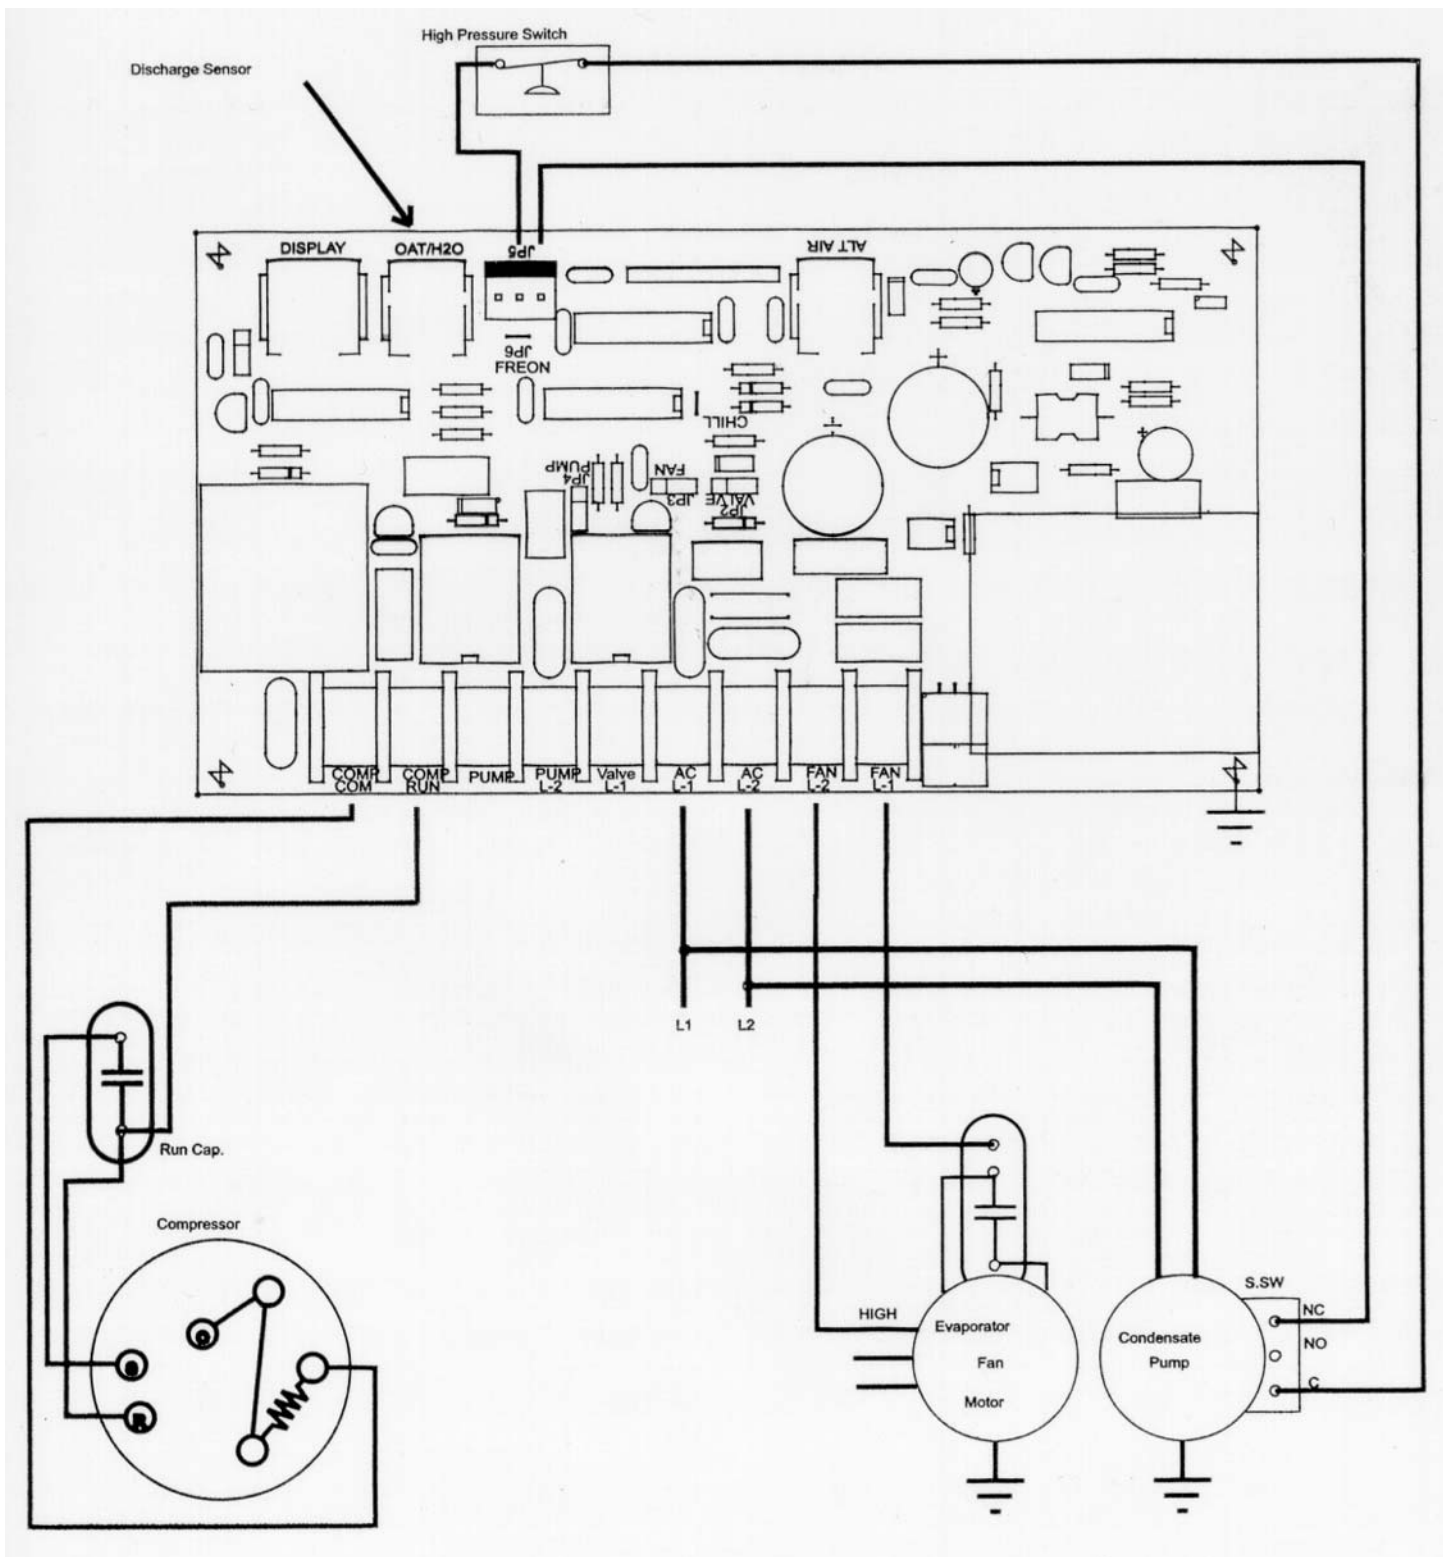 High Pressure Switch
Discharge Sensor
DISPLAY
OAT/H2O
JP5
ALT AIR
JP6
FREON
CHILL
PUMP
JP4
FAN
JP3
VALVE
JP2
COMP
COM
COMP
RUN
PUMP
PUMP
L-2
Valve
L-1
AC
L-1
AC
L-2
FAN
L-2
FAN
L-1
L1
L2
Run Cap.
Compressor
S.SW
HIGH
Evaporator
Fan
Motor
Condensate
Pump
NC
NO
C
R